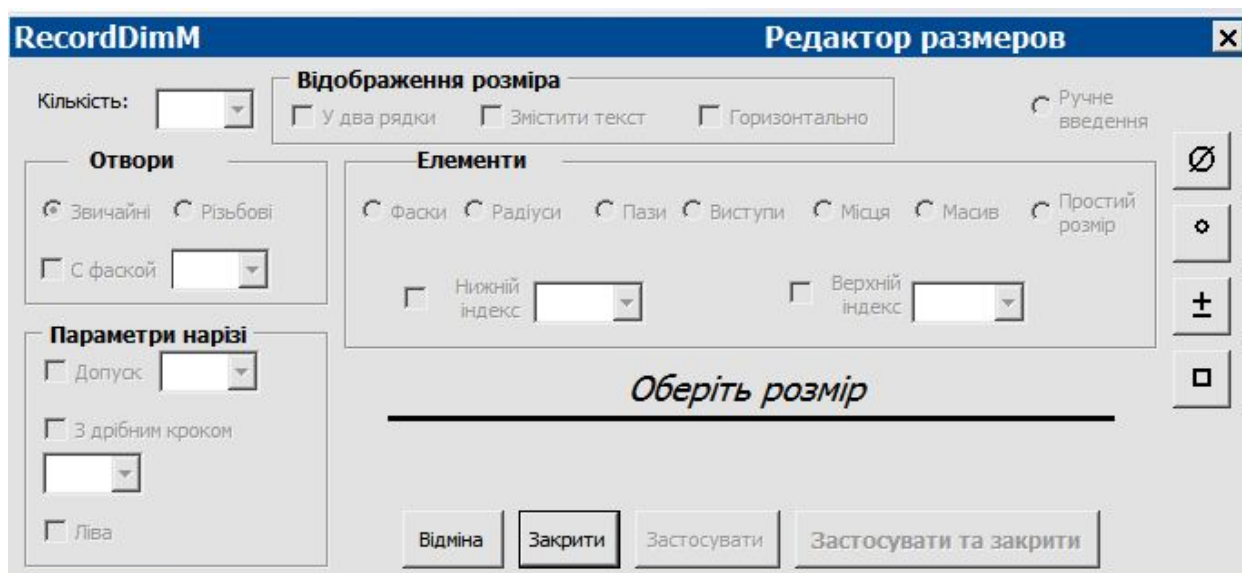 RecordDimM Редактор размеров
Відображення розміра
Кількість:
У два рядки Змістити текст Горизонтально
Ручне
введення
Отвори
Звичайні Різьбові
С фаской
Елементи
Фаски Радіуси Пази Виступи Місця Масив Простий
розмір
Нижній
індекс
Верхній
індекс
Параметри нарізі
Допуск
З дрібним кроком
Ліва
Оберіть розмір
Ø
±
Відміна Закрити Застосувати Застосувати та закрити